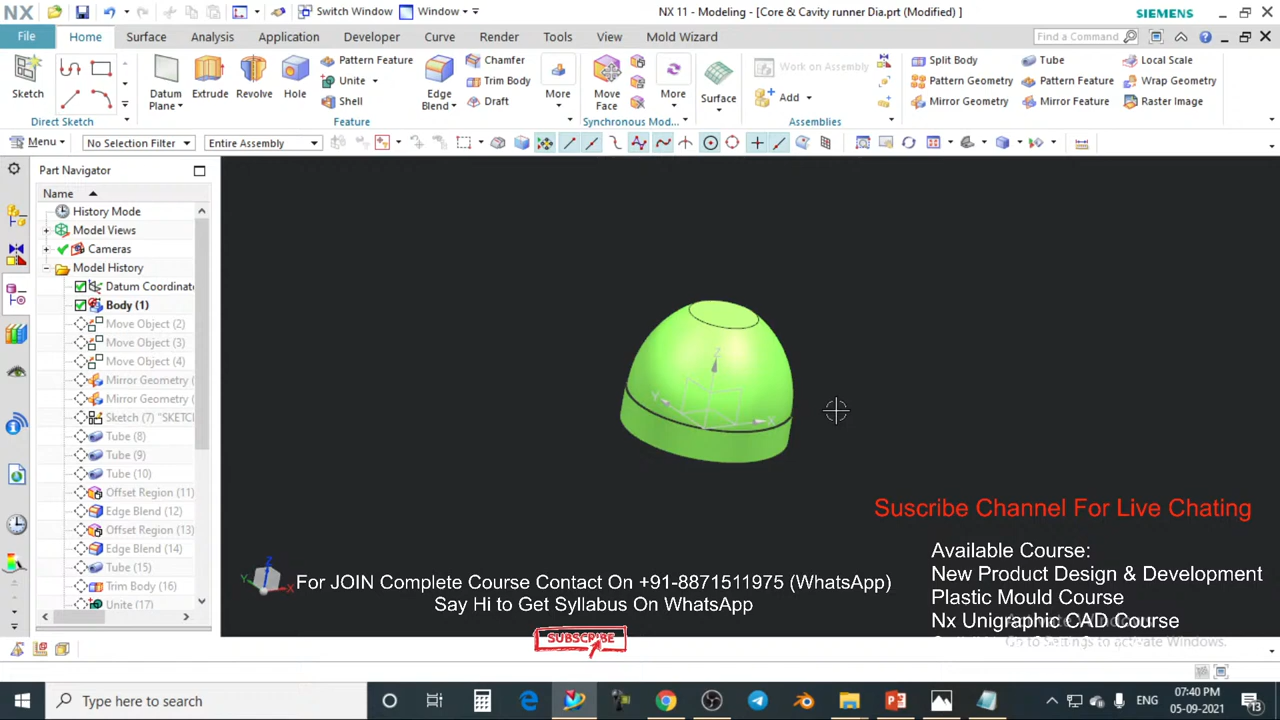 NX
Switch Window
Window
NX 11 - Modeling - [Core & Cavity runner Dia.prt (Modified) ]
SIEMENS
File
Home
Surface
Analysis
Application
Developer
Curve
Render
Tools
View
Mold Wizard
Find a Command
Sketch
Direct Sketch
Datum Plane
Extrude
Revolve
Hole
Pattern Feature
Unite
Shell
Edge Blend
Chamfer
Trim Body
Draft
More
Feature
Move Face
More
Synchronous Mod...
Surface
Work on Assembly
Add
Assemblies
Split Body
Pattern Geometry
Mirror Geometry
Tube
Pattern Feature
Mirror Feature
Local Scale
Wrap Geometry
Raster Image
Menu
No Selection Filter
Entire Assembly
Part Navigator
Name
History Mode
Model Views
Cameras
Model History
Datum Coordinat
Body (1)
Move Object (2)
Move Object (3)
Move Object (4)
Mirror Geometry (
Mirror Geometry (
Sketch (7) "SKETC
Tube (8)
Tube (9)
Tube (10)
Offset Region (11)
Edge Blend (12)
Offset Region (13)
Edge Blend (14)
Tube (15)
Trim Body (16)
Unite (17)
Z
Y
X
Z
Y
X
Suscribe Channel For Live Chating
Available Course:
New Product Design & Development
Plastic Mould Course
Nx Unigraphic CAD Course
Activate Windows
Go to Settings to activate Windows.
For JOIN Complete Course Contact On +91-8871511975 (WhatsApp)
Say Hi to Get Syllabus On WhatsApp
SUBSCRIBE
Type here to search
ENG
07:40 PM
05-09-2021
13